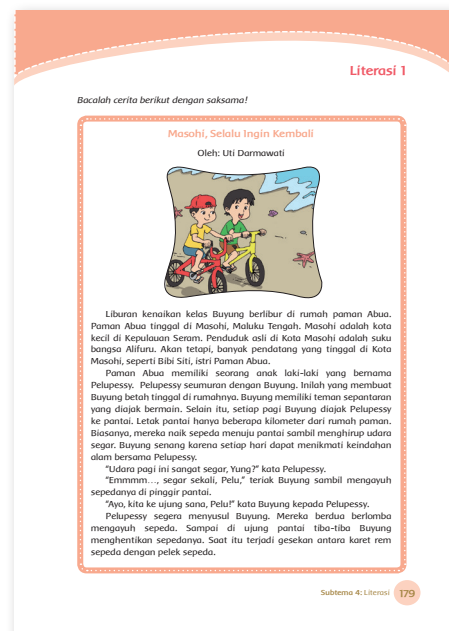 Literasi 1
Bacalah cerita berikut dengan saksama!
Masohi, Selalu Ingin Kembali
Oleh: Uti Darmawati
Liburan kenaikan kelas Buyung berlibur di rumah paman Abua.
Paman Abua tinggal di Masohi, Maluku Tengah. Masohi adalah kota
kecil di Kepulauan Seram. Penduduk asli di Kota Masohi adalah suku
bangsa Alifuru. Akan tetapi, banyak pendatang yang tinggal di Kota
Masohi, seperti Bibi Siti, istri Paman Abua.
Paman Abua memiliki seorang anak laki-laki yang bernama
Pelupessy. Pelupessy seumuran dengan Buyung. Inilah yang membuat
Buyung betah tinggal di rumahnya. Buyung memiliki teman sepantaran
yang diajak bermain. Selain itu, setiap pagi Buyung diajak Pelupessy
ke pantai. Letak pantai hanya beberapa kilometer dari rumah paman.
Biasanya, mereka naik sepeda menuju pantai sambil menghirup udara
segar. Buyung senang karena setiap hari dapat menikmati keindahan
alam bersama Pelupessy.
"Udara pagi ini sangat segar, Yung?" kata Pelupessy.
"Emmmm..., segar sekali, Pelu," teriak Buyung sambil mengayuh
sepedanya di pinggir pantai.
"Ayo, kita ke ujung sana, Pelu!" kata Buyung kepada Pelupessy.
Pelupessy segera menyusul Buyung. Mereka berdua berlomba
mengayuh sepeda. Sampai di ujung pantai tiba-tiba Buyung
menghentikan sepedanya. Saat itu terjadi gesekan antara karet rem
sepeda dengan pelek sepeda.
Subtema 4: Literasi 179